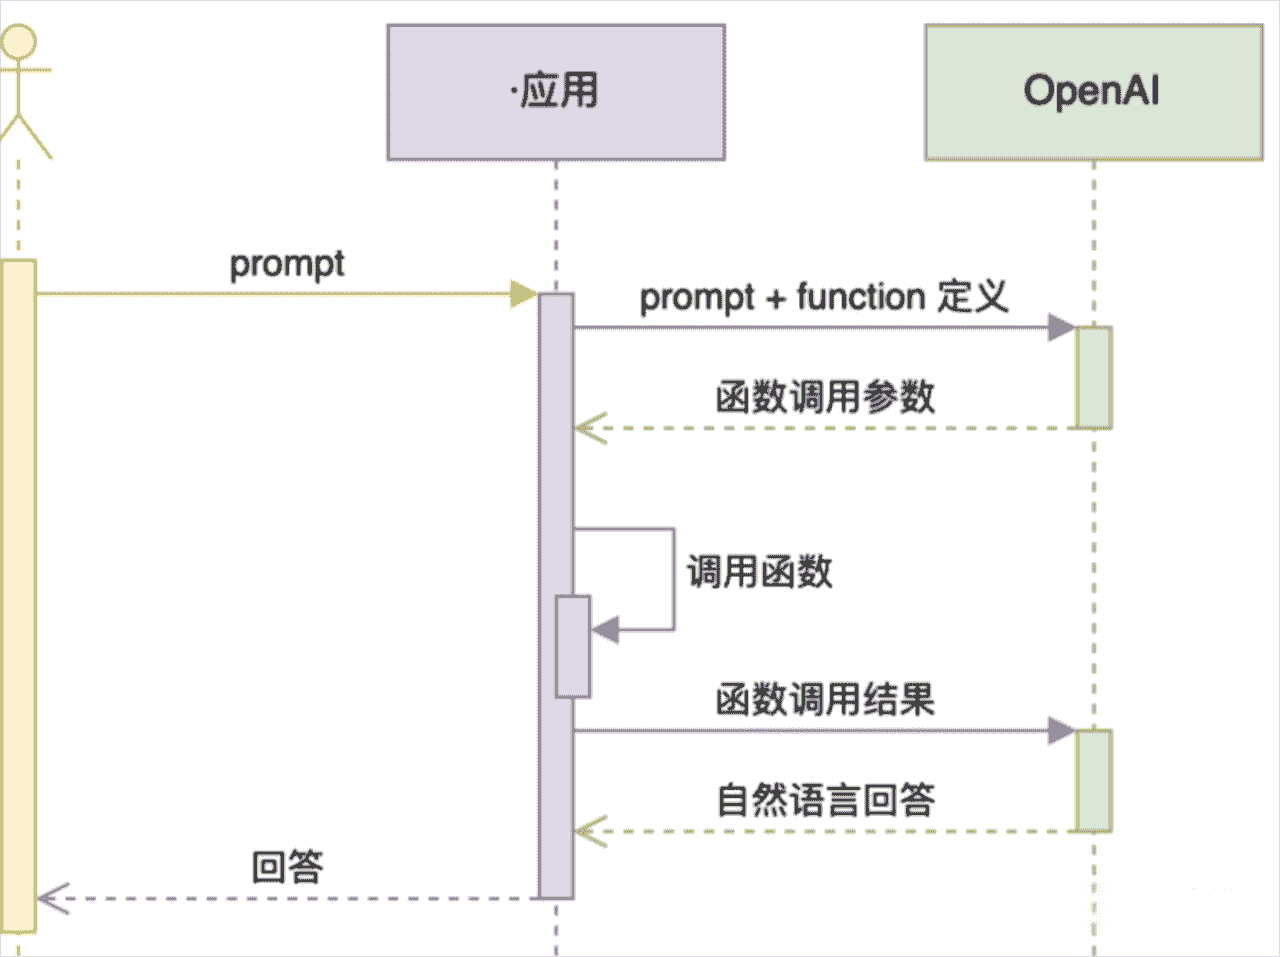 ·应用
OpenAI
prompt
prompt + function 定义
函数调用参数
调用函数
函数调用结果
自然语言回答
回答